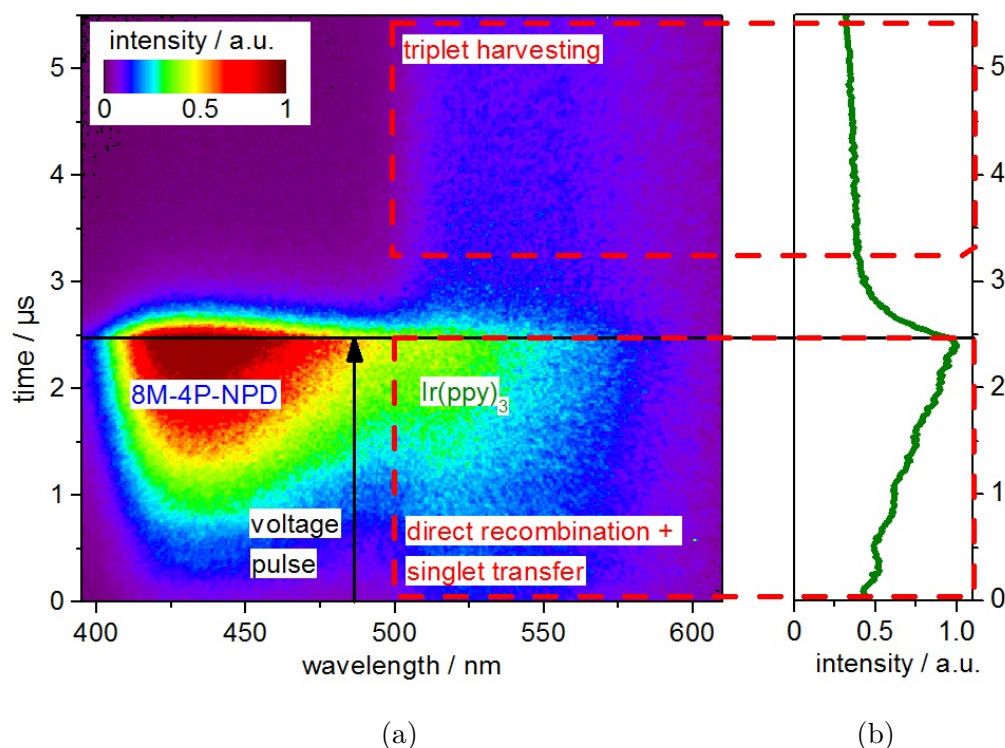 intensity / a.u.
0 0.5 1
triplet harvesting
5
4
3
2
1
0
time / µs
8M-4P-NPD
Ir(ppy)3
voltage
pulse
direct recombination +
singlet transfer
400 450 500 550 600
wavelength / nm
5
4
3
2
1
0
0 0.5 1.0
intensity / a.u.
(a) (b)